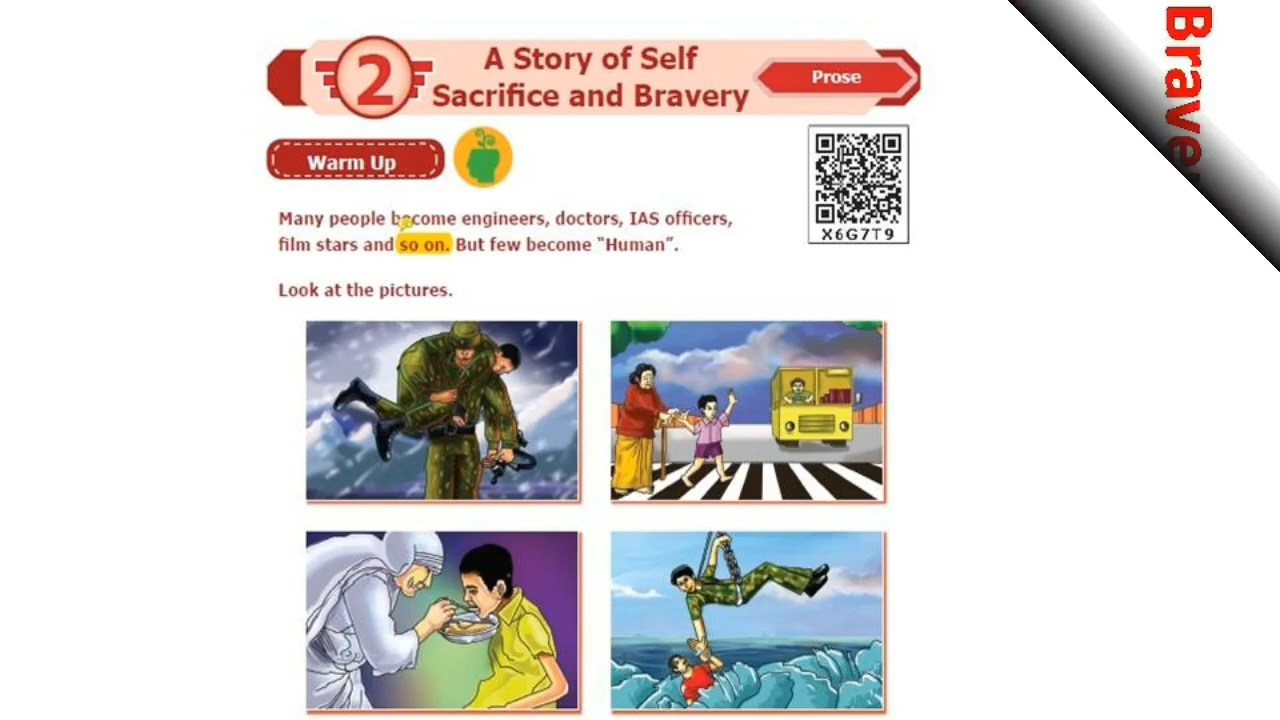 2
A Story of Self
Sacrifice and Bravery
Prose
Warm Up
X6G7T9
Many people become engineers, doctors, IAS officers,
film stars and so on. But few become “Human”.
Look at the pictures.